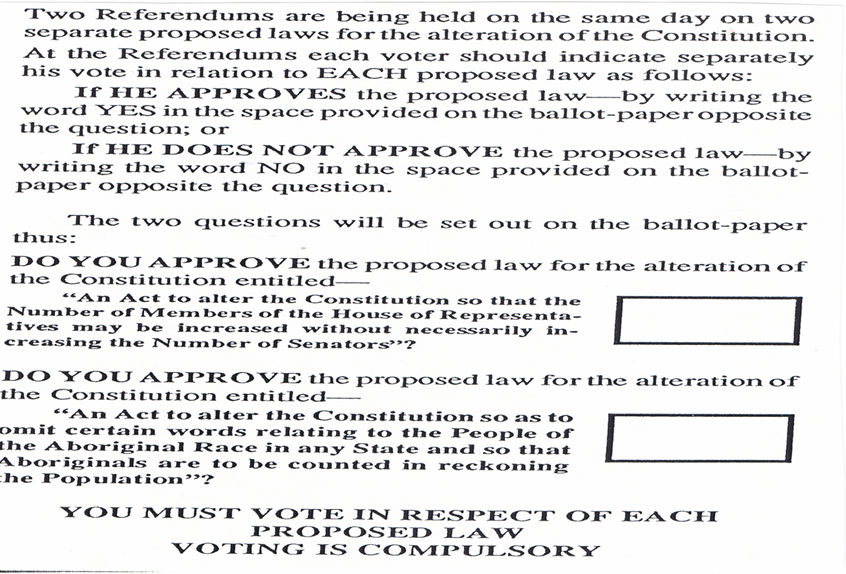 Two Referendums are being held on the same day on two
separate proposed laws for the alteration of the Constitution.
At the Referendums each voter should indicate separately
his vote in relation to EACH proposed law as follows:
If HE APPROVES the proposed law—by writing the
word YES in the space provided on the ballot-paper opposite
the question; or
If HE DOES NOT APPROVE the proposed law—by
writing the word NO in the space provided on the ballot-
paper opposite the question.
The two questions will be set out on the ballot-paper
thus:
DO YOU APPROVE the proposed law for the alteration of
the Constitution entitled—
“An Act to alter the Constitution so that the
Number of Members of the House of Representa-
tives may be increased without necessarily in-
creasing the Number of Senators”?
DO YOU APPROVE the proposed law for the alteration of
the Constitution entitled—
“An Act to alter the Constitution so as to
omit certain words relating to the People of
the Aboriginal Race in any State and so that
Aboriginals are to be counted in reckoning
the Population”?
YOU MUST VOTE IN RESPECT OF EACH
PROPOSED LAW
VOTING IS COMPULSORY